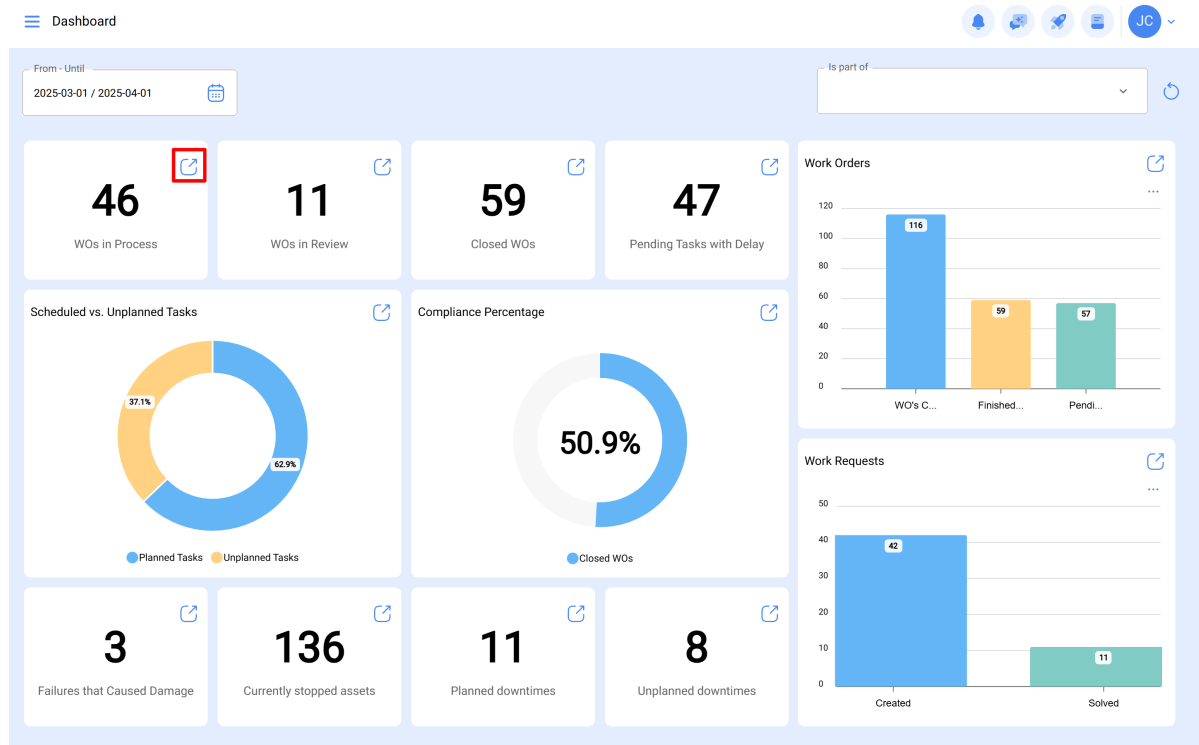 Dashboard
JC
From - Until
2025-03-01 / 2025-04-01
Is part of
46
WOs in Process
11
WOs in Review
59
Closed WOs
47
Pending Tasks with Delay
Work Orders
120
100
80
60
40
20
0
116
59
57
WO's C...
Finished...
Pendi...
Scheduled vs. Unplanned Tasks
37.1%
62.9%
Planned Tasks
Unplanned Tasks
Compliance Percentage
50.9%
Closed WOs
Work Requests
50
40
30
20
10
0
42
11
Created
Solved
3
Failures that Caused Damage
136
Currently stopped assets
11
Planned downtimes
8
Unplanned downtimes